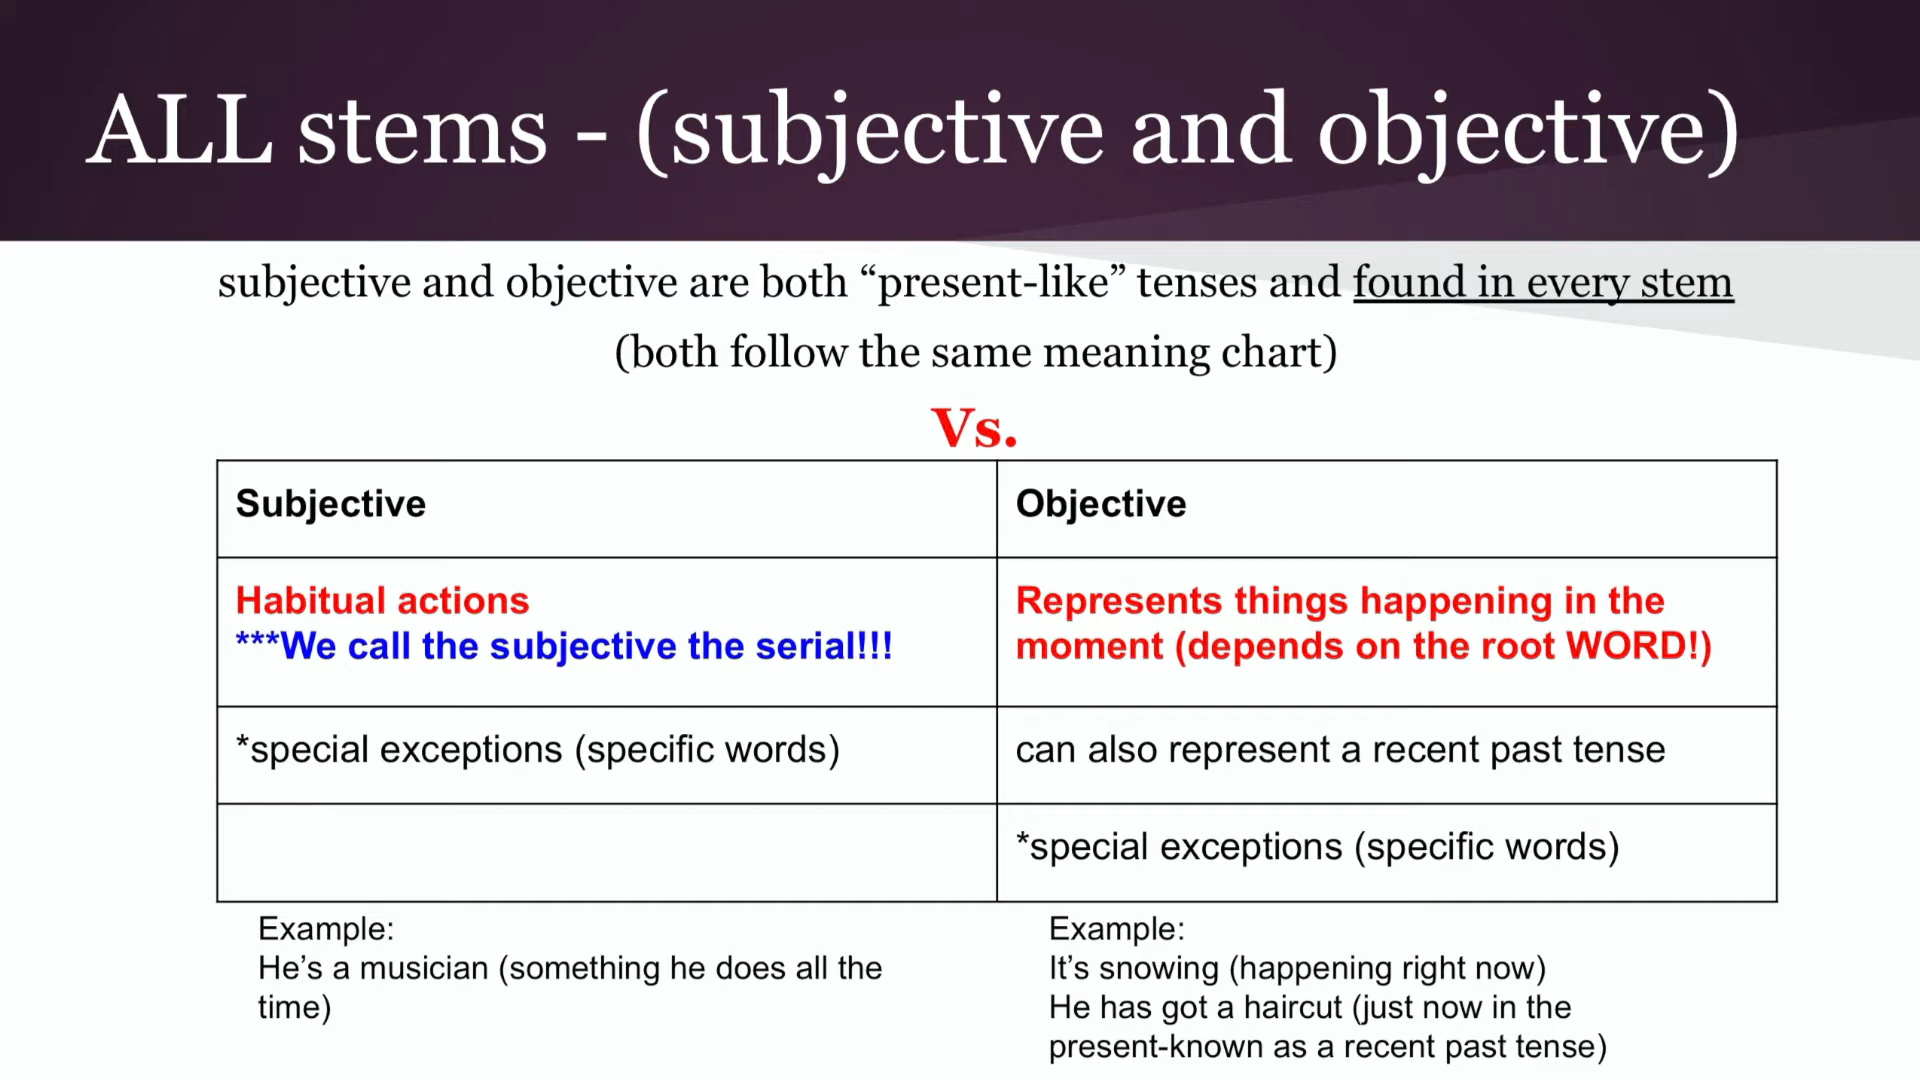 ALL stems - (subjective and objective)
subjective and objective are both “present-like” tenses and found in every stem
(both follow the same meaning chart)
Vs.
Subjective
Objective
Habitual actions
***We call the subjective the serial!!!
Represents things happening in the
moment (depends on the root WORD!)
*special exceptions (specific words)
can also represent a recent past tense
*special exceptions (specific words)
Example:
He’s a musician (something he does all the
time)
Example:
It’s snowing (happening right now)
He has got a haircut (just now in the
present-known as a recent past tense)